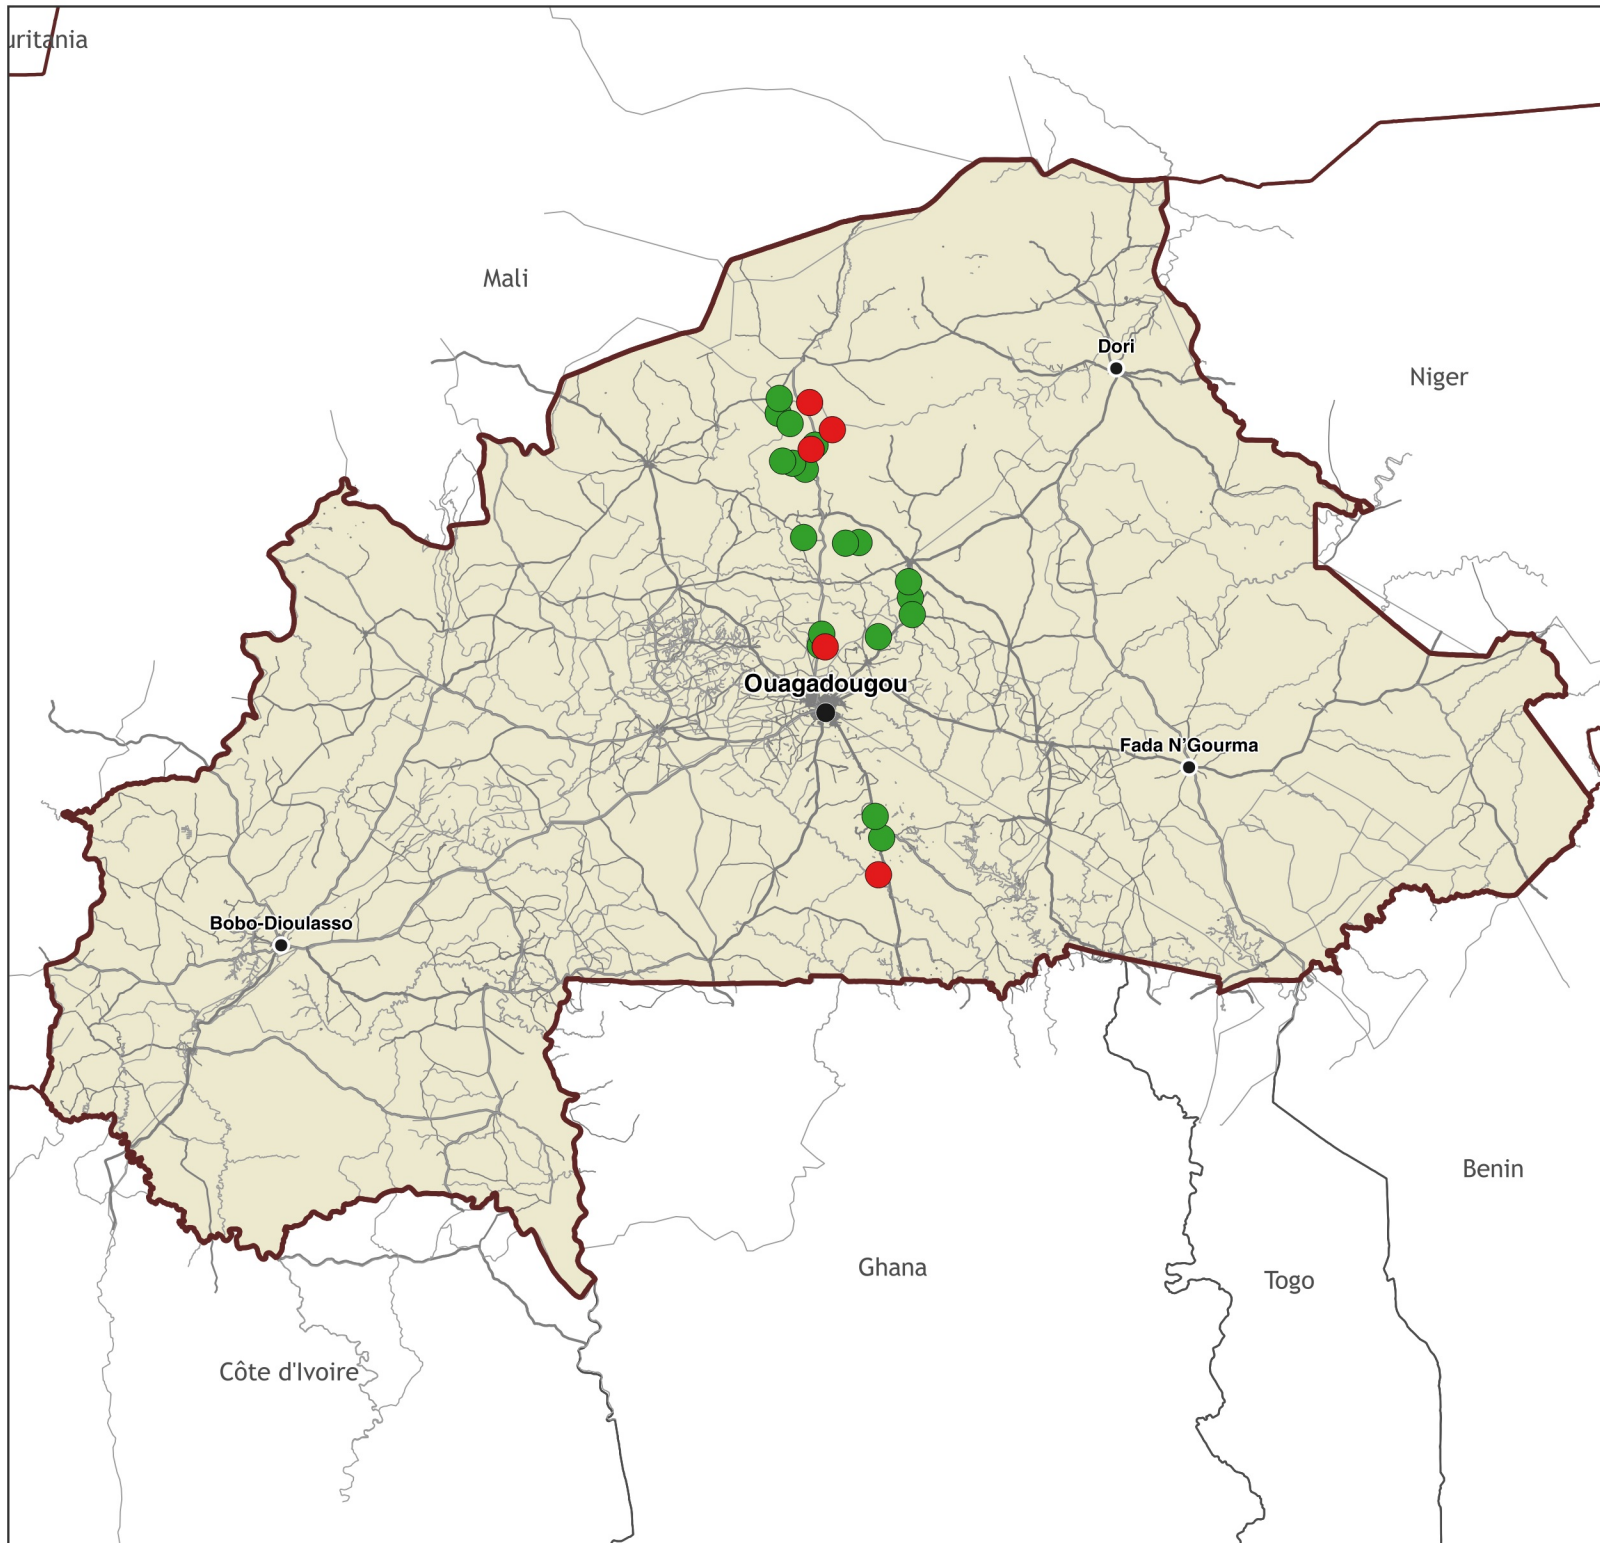 uritania
Mali
Dori
Niger
Ouagadougou
Fada N'Gourma
Bobo-Dioulasso
Benin
Ghana
Togo
Côte d'Ivoire